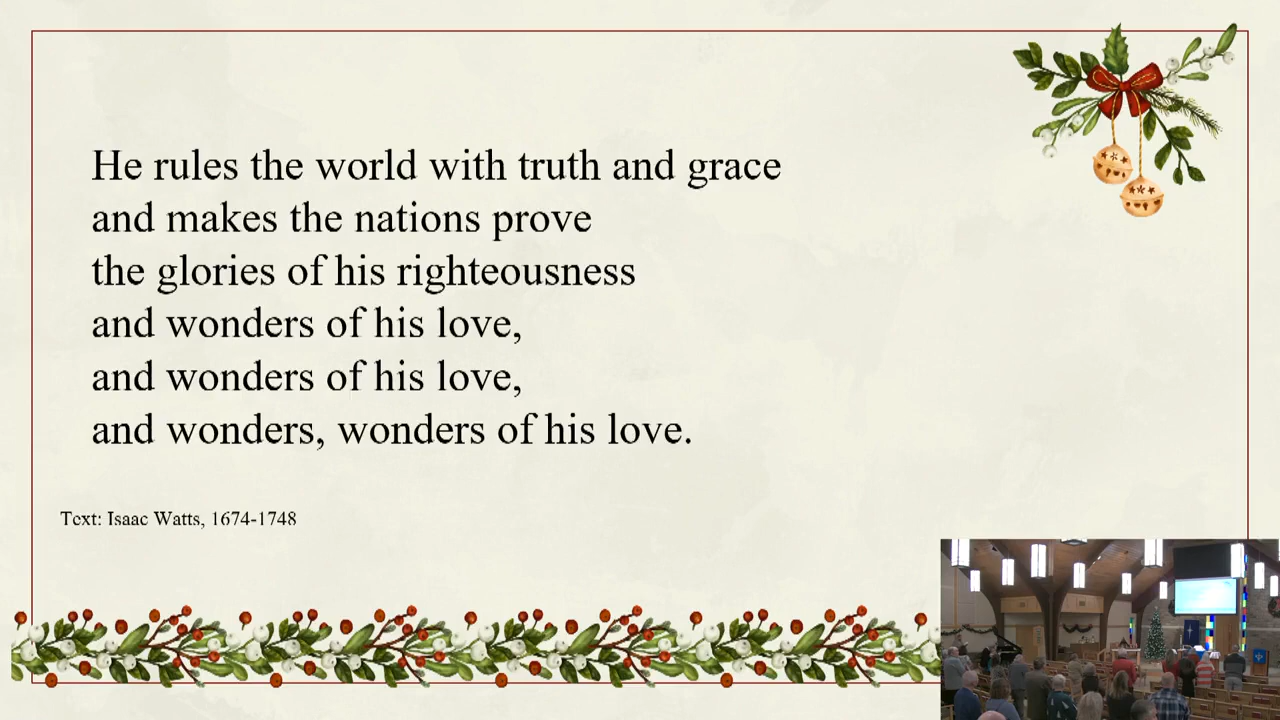 He rules the world with truth and grace
and makes the nations prove
the glories of his righteousness
and wonders of his love,
and wonders of his love,
and wonders, wonders of his love.
Text: Isaac Watts, 1674-1748